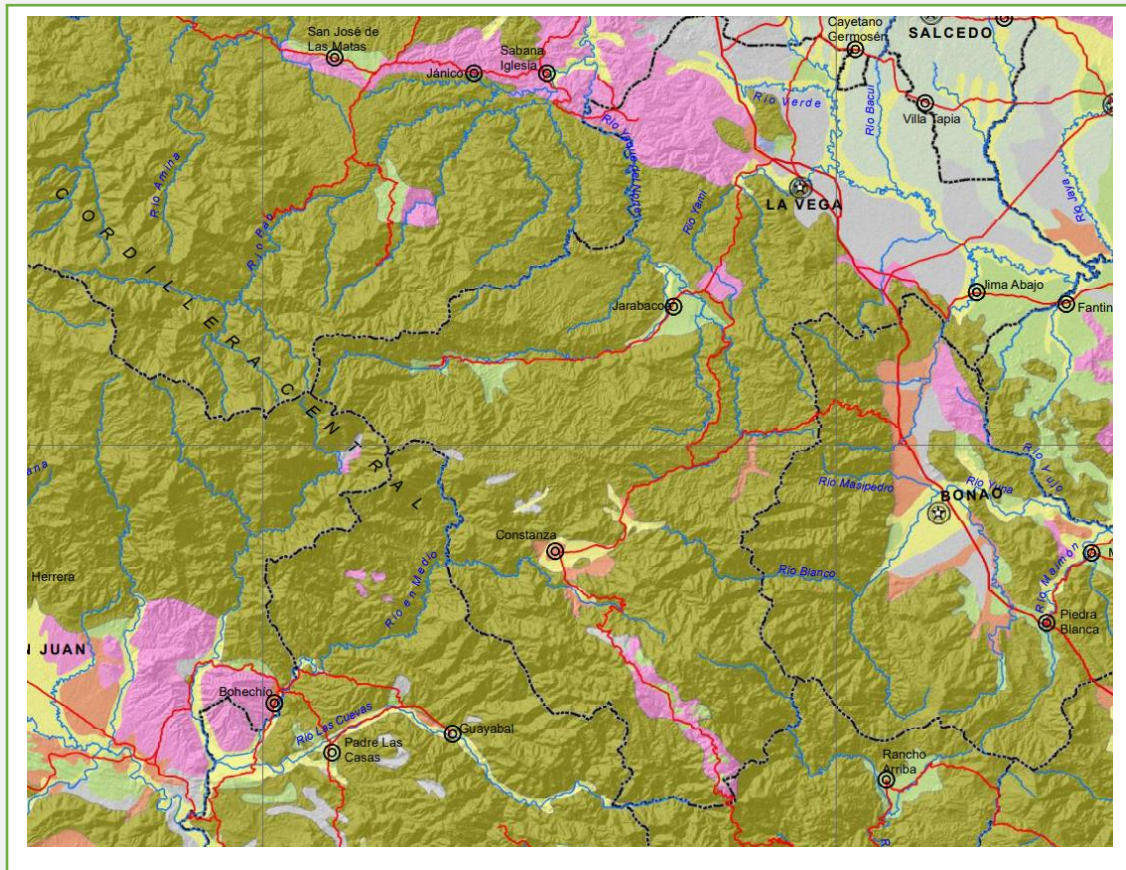 San José de
Las Matas
Jánico
Sabana
Iglesia
Cayetano
Germosén
SALCEDO
Río Verde
Río Bacuí
Villa Tapia
Río Yaque del Norte
Río Amina
Río Bao
Río Yami
LA VEGA
Río Jaya
CORDILLERA CENTRAL
Jarabacoa
Jima Abajo
Fantin
ana
Río Masipedro
Río Yuna
Río Yujo
BONAO
Constanza
Río en Medio
Río Blanco
Río Maimón
M
Herrera
Piedra
Blanca
N JUAN
Bohechío
Río Las Cuevas
Guayabal
Padre Las
Casas
Rancho
Arriba
R